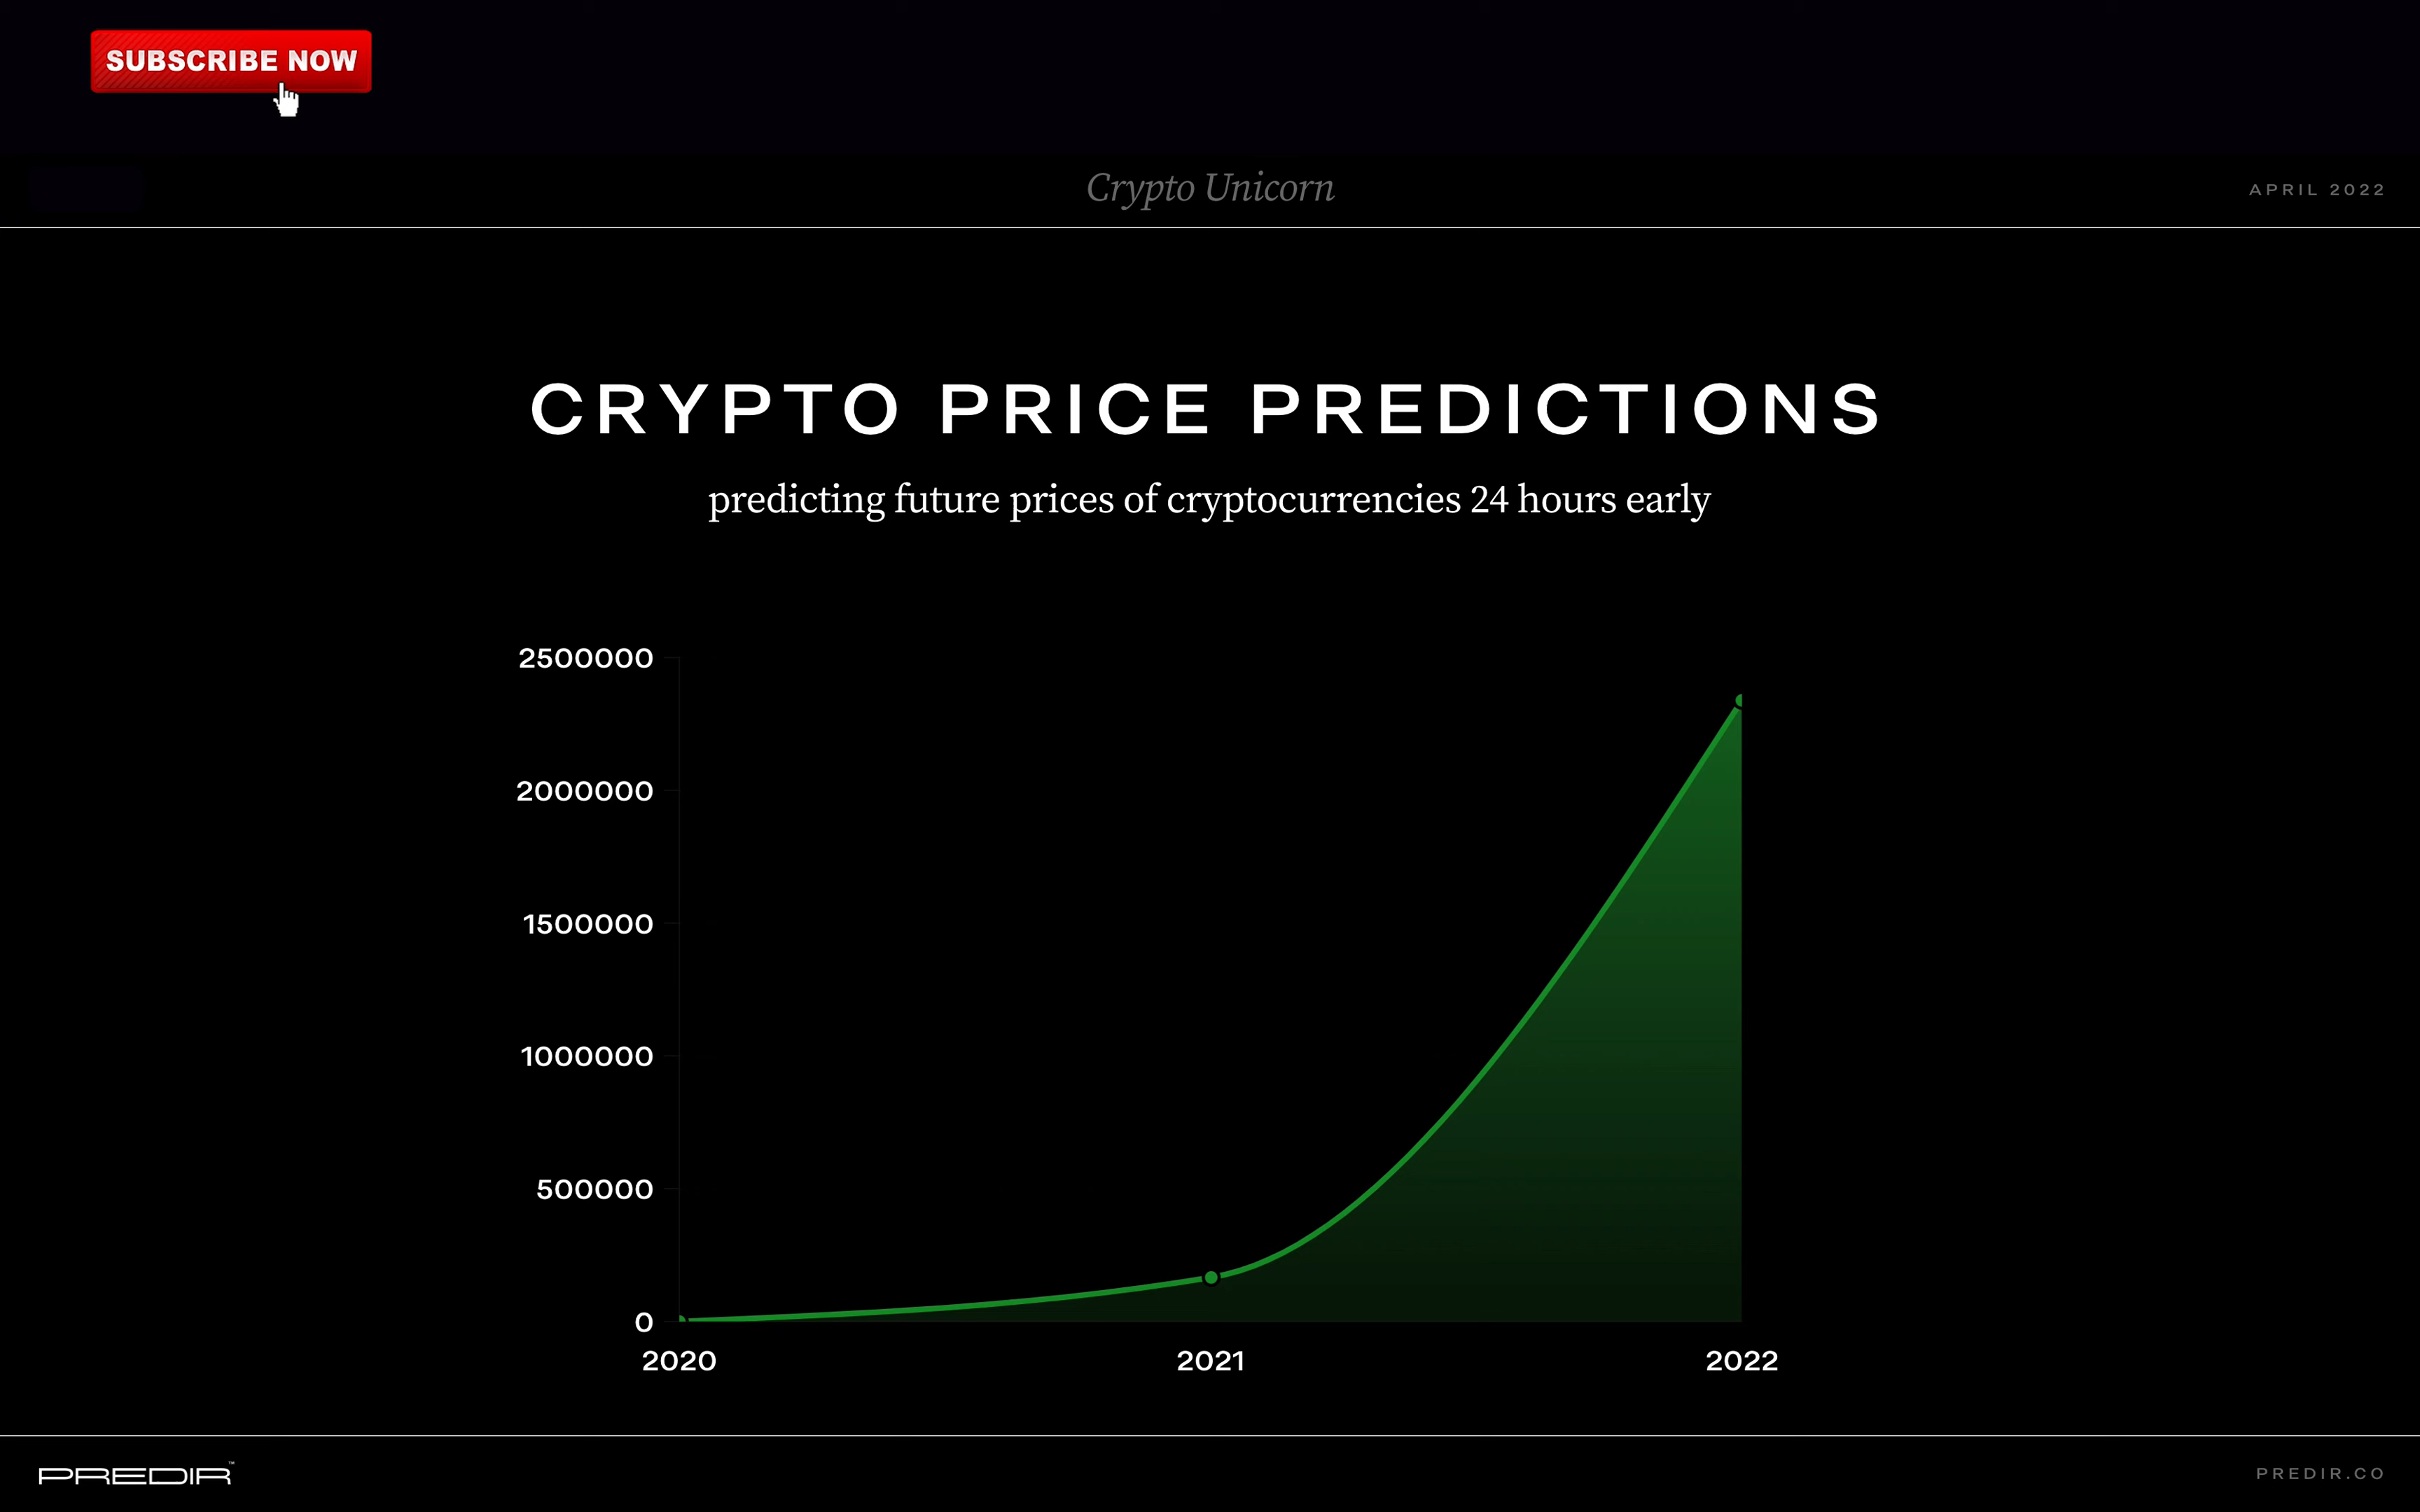 SUBSCRIBE NOW
Crypto Unicorn
APRIL 2022
CRYPTO PRICE PREDICTIONS
predicting future prices of cryptocurrencies 24 hours early
2500000
2000000
1500000
1000000
500000
0
2020 2021 2022
PREDIR™
PREDIR.CO